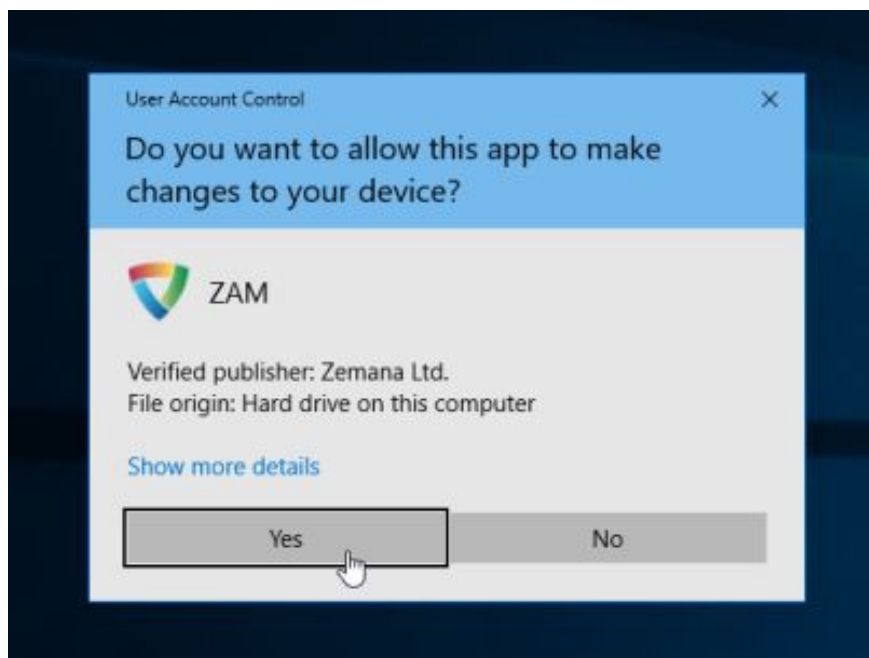 User Account Control
Do you want to allow this app to make
changes to your device?
ZAM
Verified publisher: Zemana Ltd.
File origin: Hard drive on this computer
Show more details
Yes
No